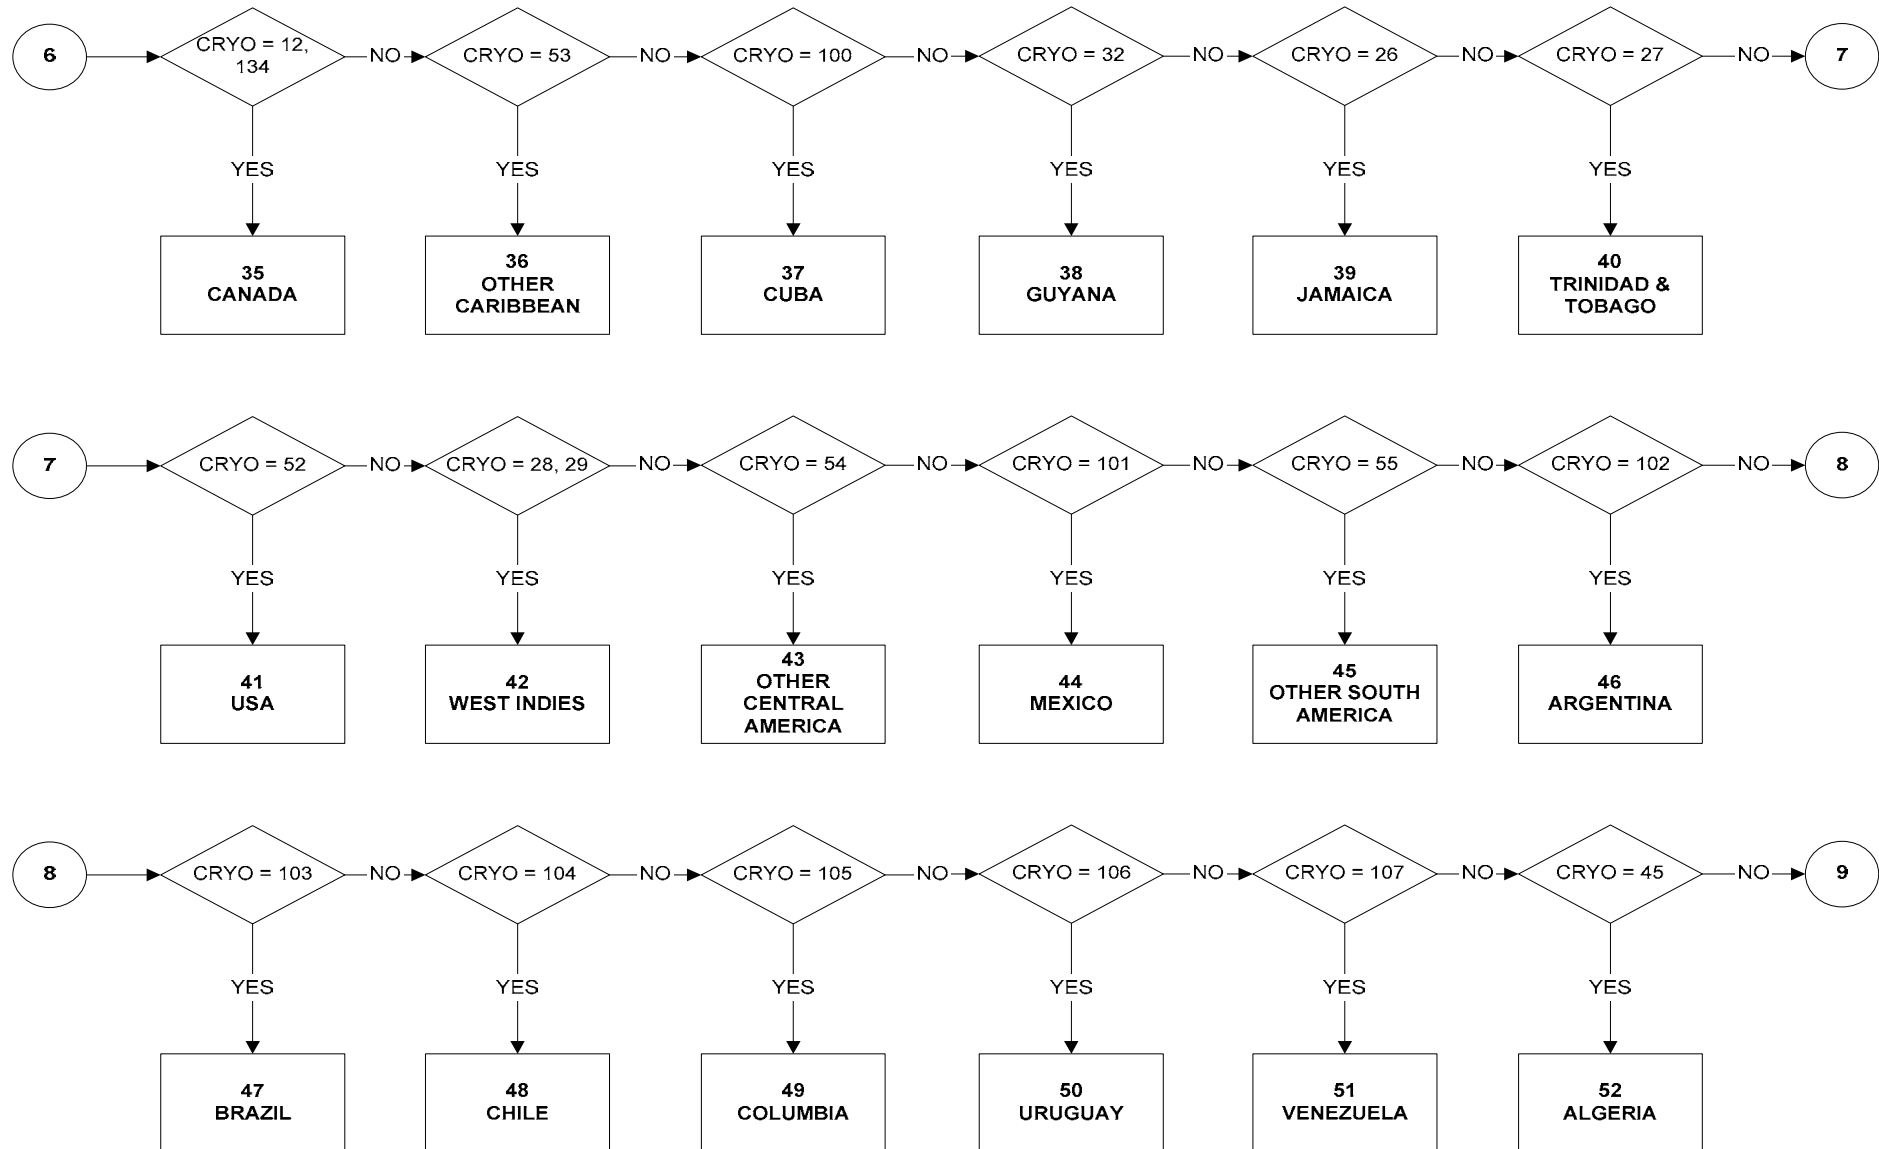 6
CRYO = 12,
134
NO
CRYO = 53
NO
CRYO = 100
NO
CRYO = 32
NO
CRYO = 26
NO
CRYO = 27
NO
7
YES
YES
YES
YES
YES
YES
35
CANADA
36
OTHER
CARIBBEAN
37
CUBA
38
GUYANA
39
JAMAICA
40
TRINIDAD &
TOBAGO
7
CRYO = 52
NO
CRYO = 28, 29
NO
CRYO = 54
NO
CRYO = 101
NO
CRYO = 55
NO
CRYO = 102
NO
8
YES
YES
YES
YES
YES
YES
41
USA
42
WEST INDIES
43
OTHER
CENTRAL
AMERICA
44
MEXICO
45
OTHER SOUTH
AMERICA
46
ARGENTINA
8
CRYO = 103
NO
CRYO = 104
NO
CRYO = 105
NO
CRYO = 106
NO
CRYO = 107
NO
CRYO = 45
NO
9
YES
YES
YES
YES
YES
YES
47
BRAZIL
48
CHILE
49
COLUMBIA
50
URUGUAY
51
VENEZUELA
52
ALGERIA